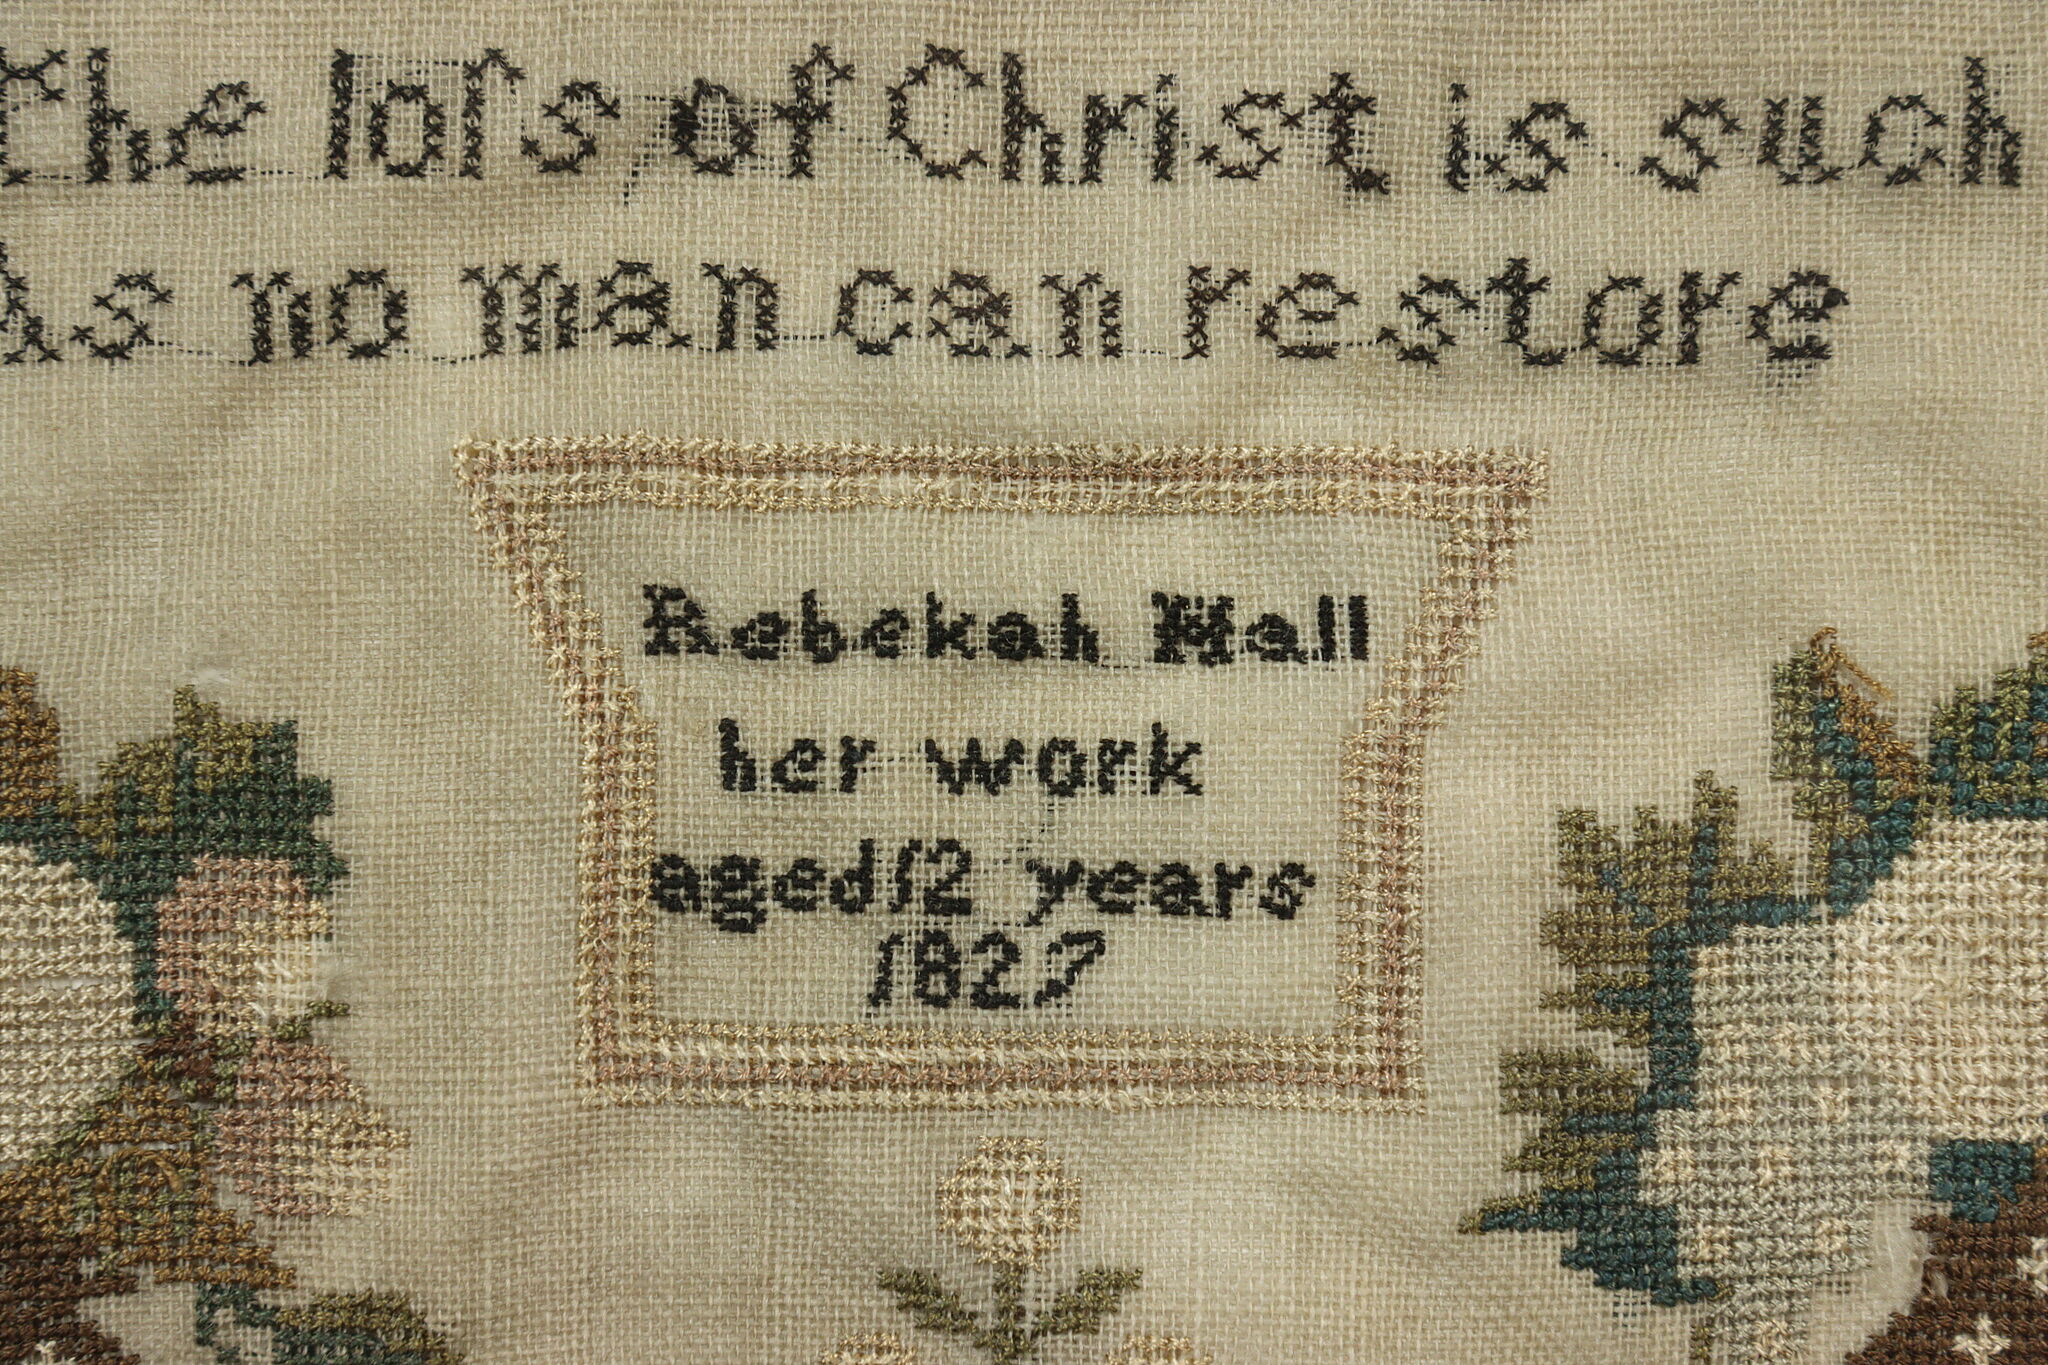 The loſs of Christ is such
As no man can restore
Rebekah Hall
her work
aged 12 years
1827